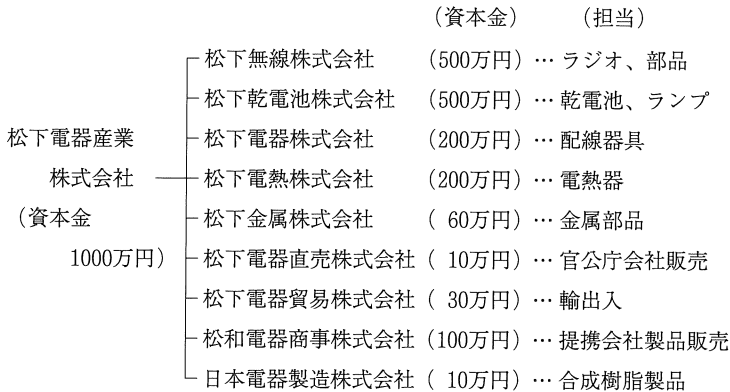 （資本金）　（担当）
松下電器産業
株式会社
（資本金
1000万円）
松下無線株式会社　（500万円）… ラジオ、部品
松下乾電池株式会社　（500万円）… 乾電池、ランプ
松下電器株式会社　（200万円）… 配線器具
松下電熱株式会社　（200万円）… 電熱器
松下金属株式会社　（ 60万円）… 金属部品
松下電器直売株式会社（ 10万円）… 官公庁会社販売
松下電器貿易株式会社（ 30万円）… 輸出入
松和電器商事株式会社（100万円）… 提携会社製品販売
日本電器製造株式会社（ 10万円）… 合成樹脂製品